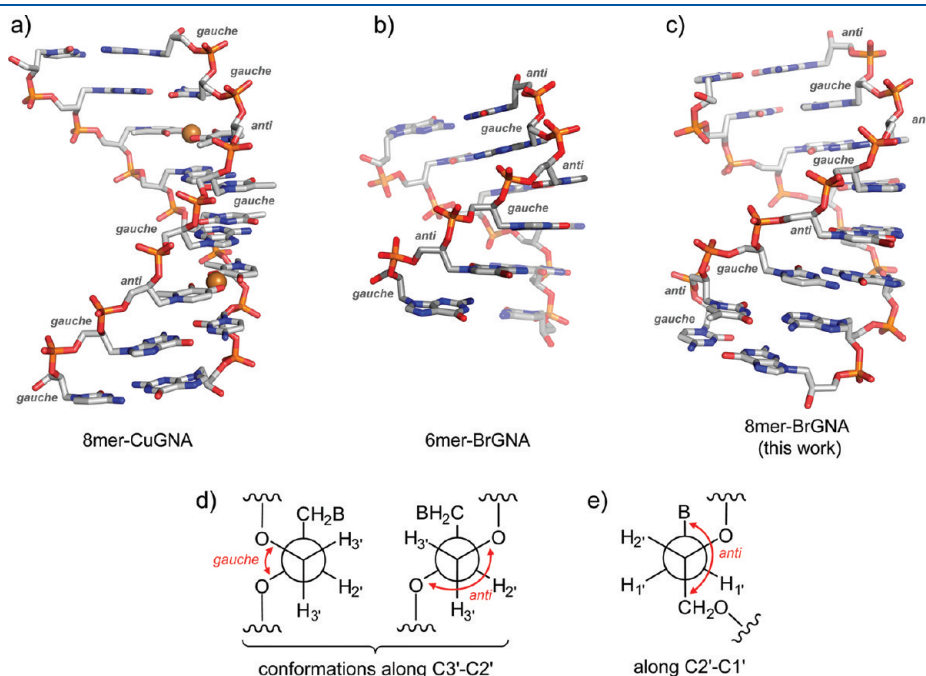 a)
gauche
gauche
anti
gauche
gauche
anti
gauche
gauche
8mer-CuGNA
b)
anti
gauche
anti
gauche
anti
gauche
6mer-BrGNA
c)
anti
gauche
an
gauche
anti
gauche
anti
gauche
8mer-BrGNA
(this work)
d)
CH2B
O
H3'
gauche
O
H2'
H3'
BH2C
H3'
O
O
anti
H2'
H3'
conformations along C3'-C2'
e)
B
O
H2'
anti
H1'
H1'
CH2O
along C2'-C1'